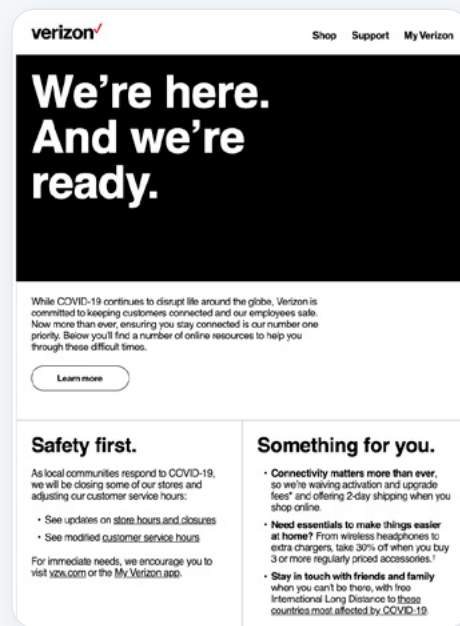 verizon✓
Shop Support My Verizon
We're here.
And we're
ready.
While COVID-19 continues to disrupt life around the globe, Verizon is
committed to keeping customers connected and our employees safe.
Now more than ever, ensuring you stay connected is our number one
priority. Below you'll find a number of online resources to help you
through these difficult times.
Learn more
Safety first.
As local communities respond to COVID-19,
we will be closing some of our stores and
adjusting our customer service hours:
• See updates on store hours and closures
• See modified customer service hours
For immediate needs, we encourage you to
visit vzw.com or the My Verizon app.
Something for you.
• Connectivity matters more than ever,
so we're waiving activation and upgrade
fees* and offering 2-day shipping when you
shop online.
• Need essentials to make things easier
at home? From wireless headphones to
extra chargers, take 30% off when you buy
3 or more regularly priced accessories.†
• Stay in touch with friends and family
when you can't be there, with free
International Long Distance to these
countries most affected by COVID-19.